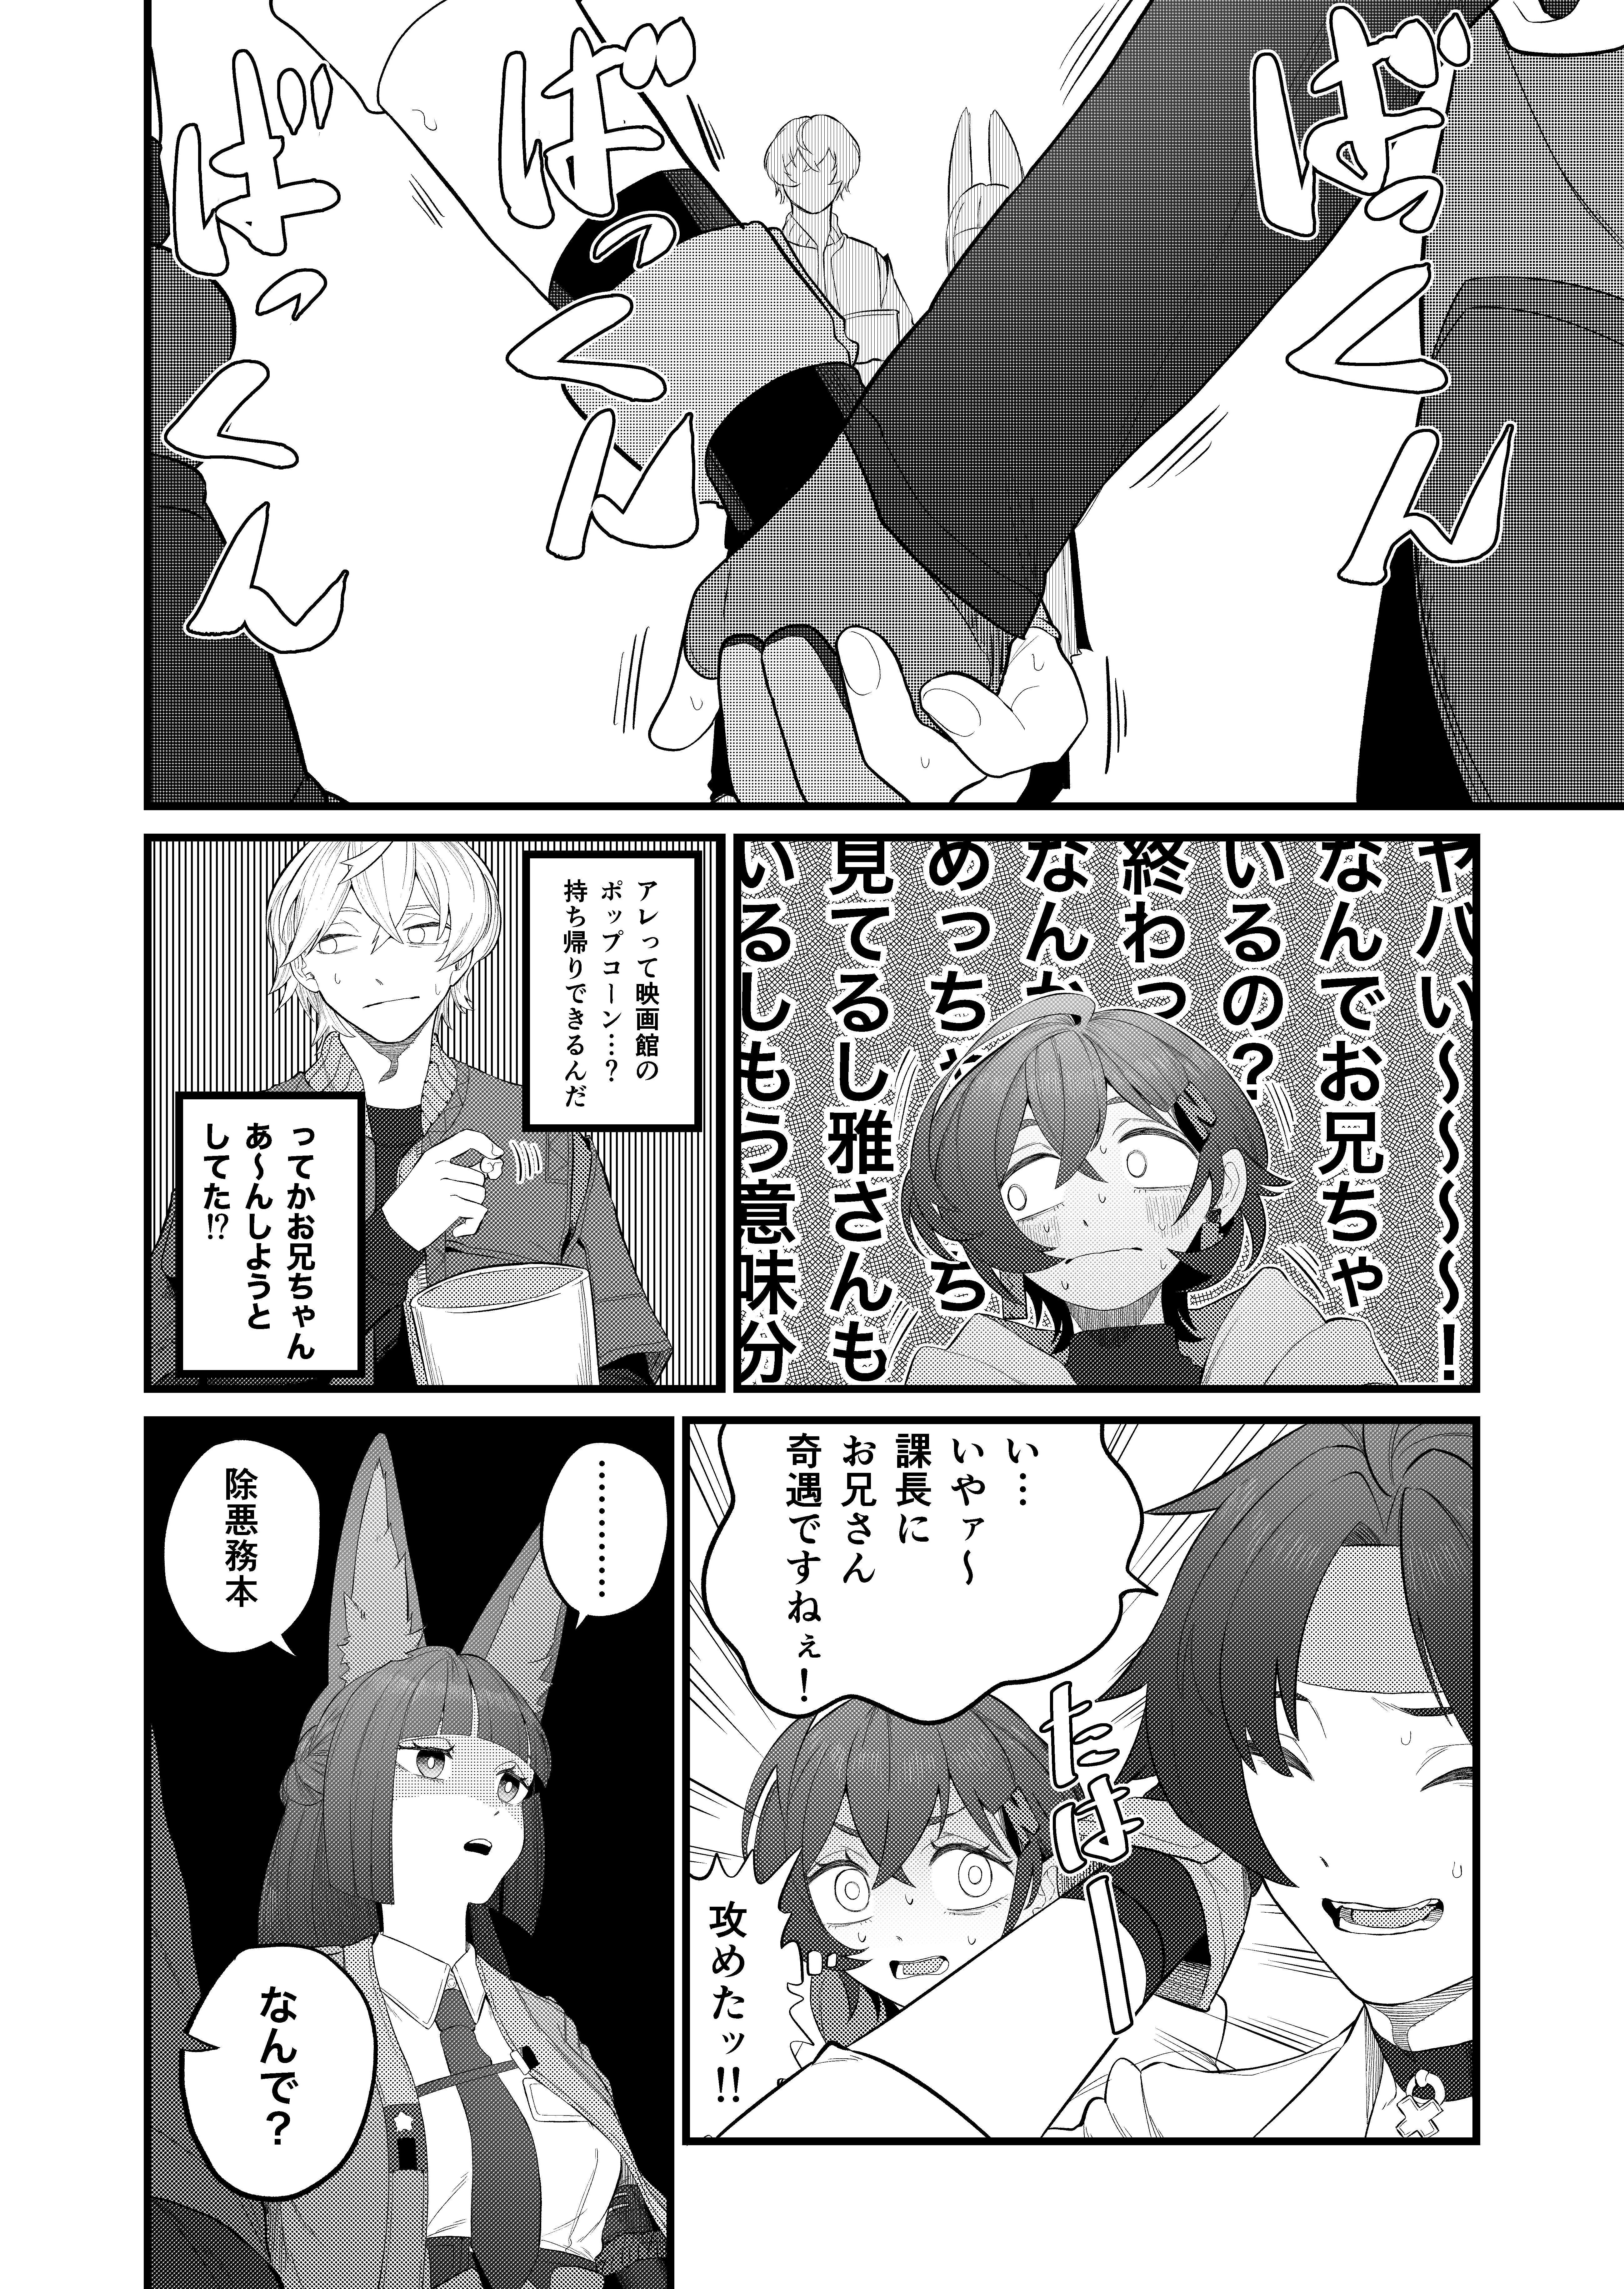 ばっくん
ばっくん
ばっくん
ヤバい〜〜〜〜〜！
なんでお兄ちゃ
いるの？
終わっ
なんか
めっちゃ
ち
見てるし雅さんも
いるしもう意味分
アレって映画館の
ポップコーン…？
持ち帰りできるんだ
ってかお兄ちゃん
あ〜んしようと
してた!?
い…
いやァ〜
課長に
お兄さん
奇遇ですねぇ！
たはーー
攻めたッ!!
…………
除悪務本
なんで？